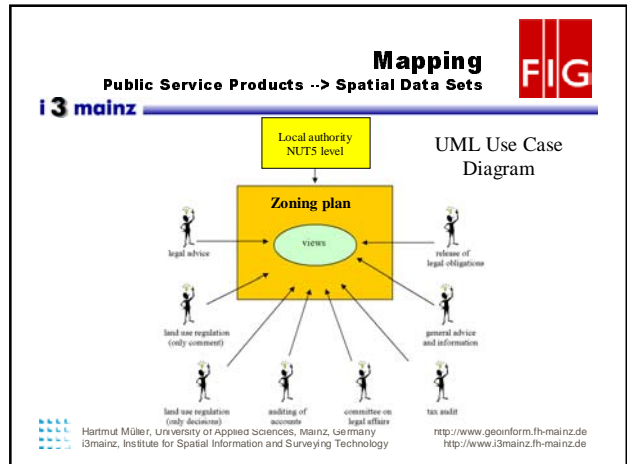 Mapping
Public Service Products --> Spatial Data Sets
FIG
i3 mainz
Local authority
NUT5 level
UML Use Case
Diagram
Zoning plan
views
legal advice
release of
legal obligations
land use regulation
(only comment)
general advice
and information
land use regulation
(only decisions)
auditing of
accounts
committee on
legal affairs
tax audit
Hartmut Müller, University of Applied Sciences, Mainz, Germany
http://www.geoinform.fh-mainz.de
i3mainz, Institute for Spatial Information and Surveying Technology
http://www.i3mainz.fh-mainz.de